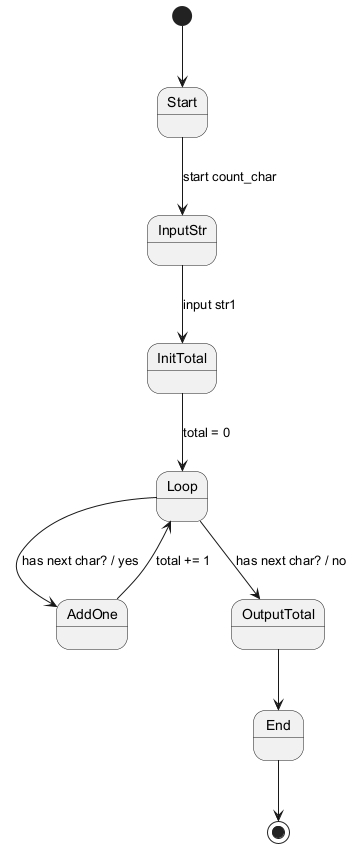 Start
start count_char
InputStr
input str1
InitTotal
total = 0
Loop
has next char? / yes
total += 1
has next char? / no
AddOne
OutputTotal
End